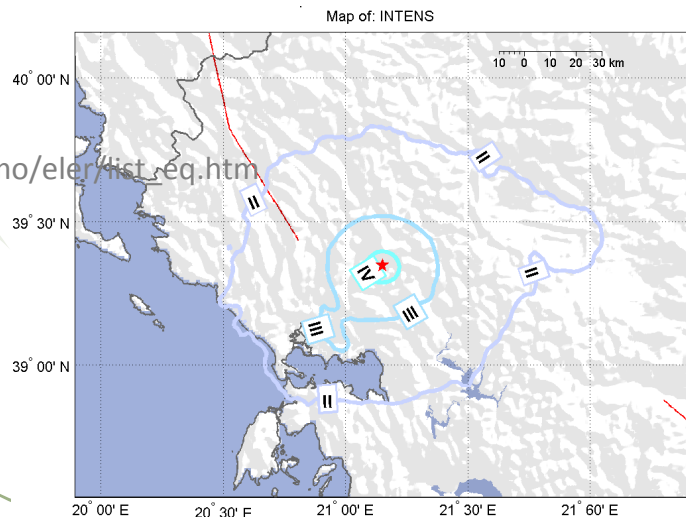 Map of: INTENS
40° 00' N
10 0 10 20 30 km
no/eler/list_eq.htm
II
II
39° 30' N
IV
II
III
III
39° 00' N
II
20° 00' E
20° 30' E
21° 00' E
21° 30' E
21° 60' E